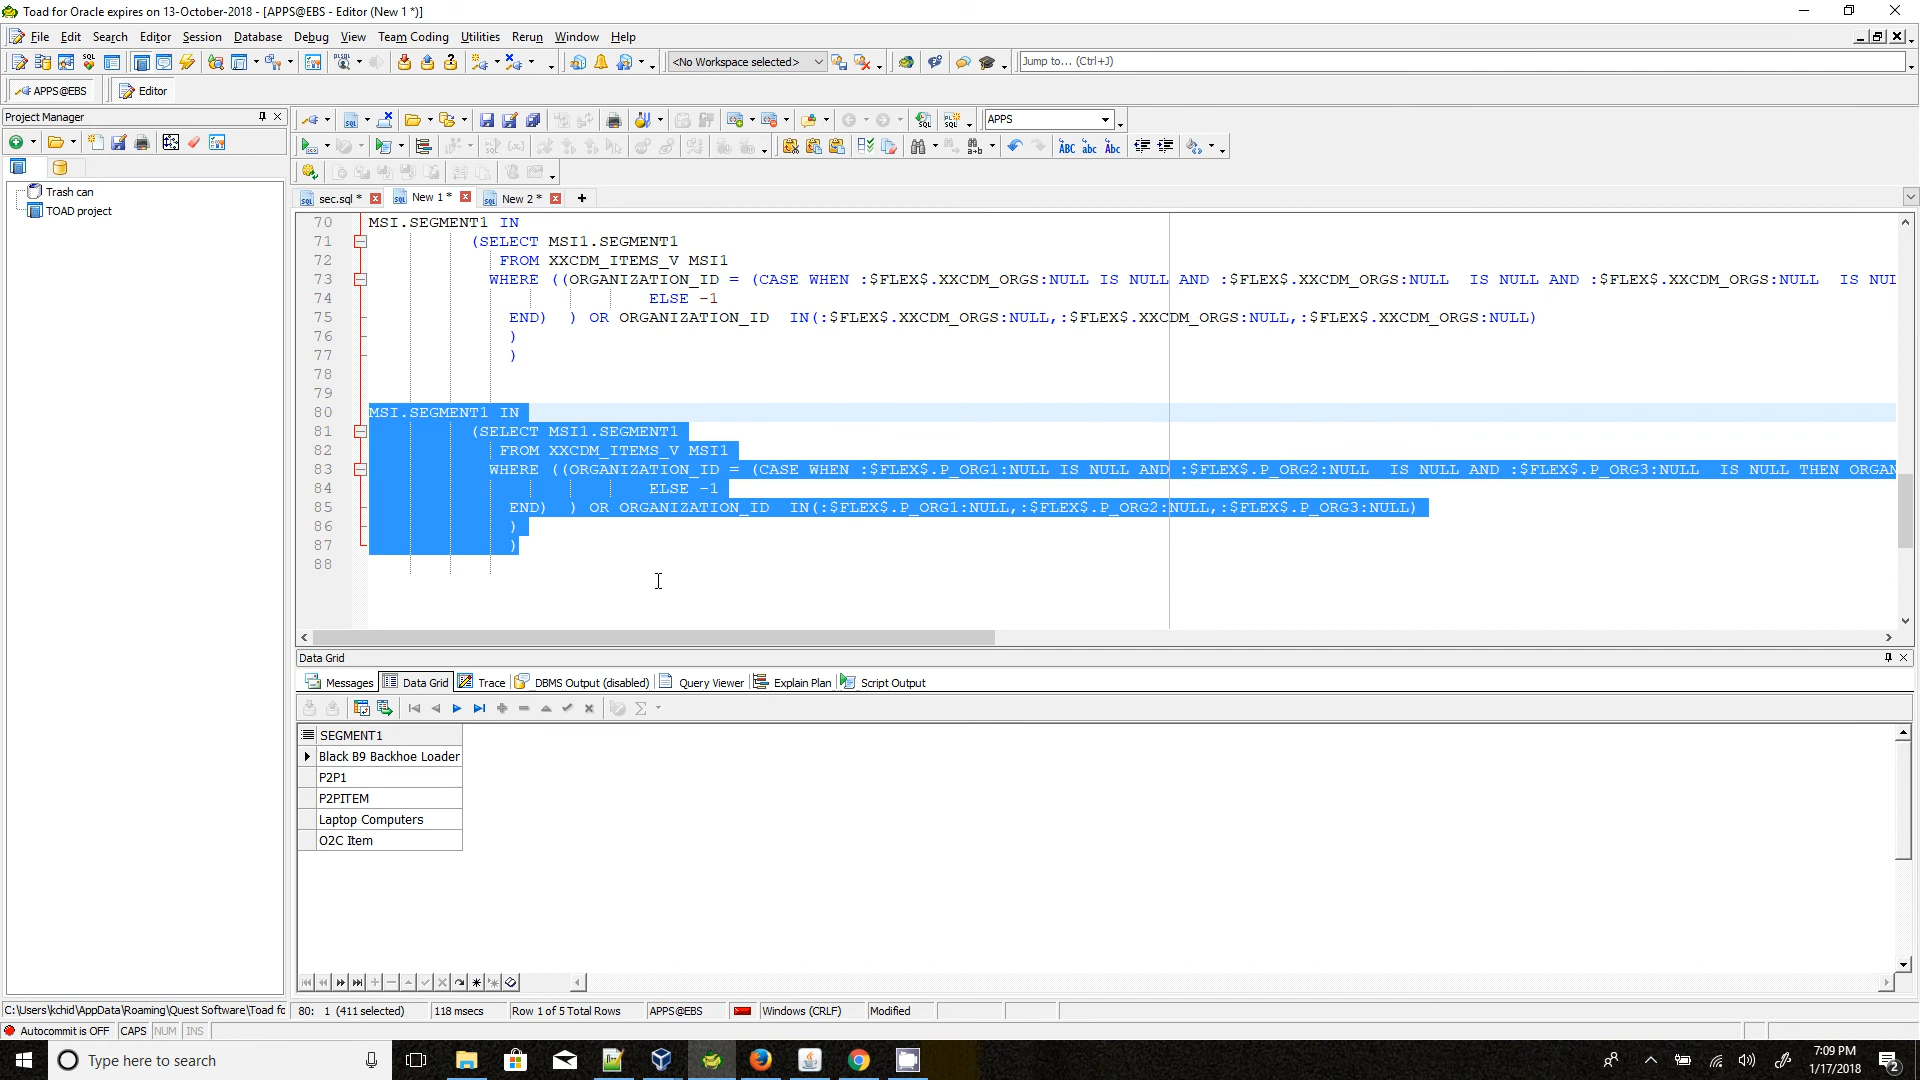 Toad for Oracle expires on 13-October-2018 - [APPS@EBS - Editor (New 1 *)]
File Edit Search Editor Session Database Debug View Team Coding Utilities Rerun Window Help
<No Workspace selected> Jump to... (Ctrl+J)
APPS@EBS Editor
Project Manager
APPS
Trash can
TOAD project
sec.sql * New 1 * New 2 *
70 MSI.SEGMENT1 IN
71 (SELECT MSI1.SEGMENT1
72 FROM XXCDM_ITEMS_V MSI1
73 WHERE ((ORGANIZATION_ID = (CASE WHEN :$FLEX$.XXCDM_ORGS:NULL IS NULL AND :$FLEX$.XXCDM_ORGS:NULL IS NULL AND :$FLEX$.XXCDM_ORGS:NULL IS NUL
74 ELSE -1
75 END) ) OR ORGANIZATION_ID IN(:$FLEX$.XXCDM_ORGS:NULL,:$FLEX$.XXCDM_ORGS:NULL,:$FLEX$.XXCDM_ORGS:NULL)
76 )
77 )
78
79
80 MSI.SEGMENT1 IN
81 (SELECT MSI1.SEGMENT1
82 FROM XXCDM_ITEMS_V MSI1
83 WHERE ((ORGANIZATION_ID = (CASE WHEN :$FLEX$.P_ORG1:NULL IS NULL AND :$FLEX$.P_ORG2:NULL IS NULL AND :$FLEX$.P_ORG3:NULL IS NULL THEN ORGAN
84 ELSE -1
85 END) ) OR ORGANIZATION_ID IN(:$FLEX$.P_ORG1:NULL,:$FLEX$.P_ORG2:NULL,:$FLEX$.P_ORG3:NULL)
86 )
87 )
88
Data Grid
Messages Data Grid Trace DBMS Output (disabled) Query Viewer Explain Plan Script Output
SEGMENT1
Black B9 Backhoe Loader
P2P1
P2PITEM
Laptop Computers
O2C Item
C:\Users\kchid\AppData\Roaming\Quest Software\Toad fo 80: 1 (411 selected) 118 msecs Row 1 of 5 Total Rows APPS@EBS Windows (CRLF) Modified
Autocommit is OFF CAPS NUM INS
Type here to search
7:09 PM
1/17/2018
2